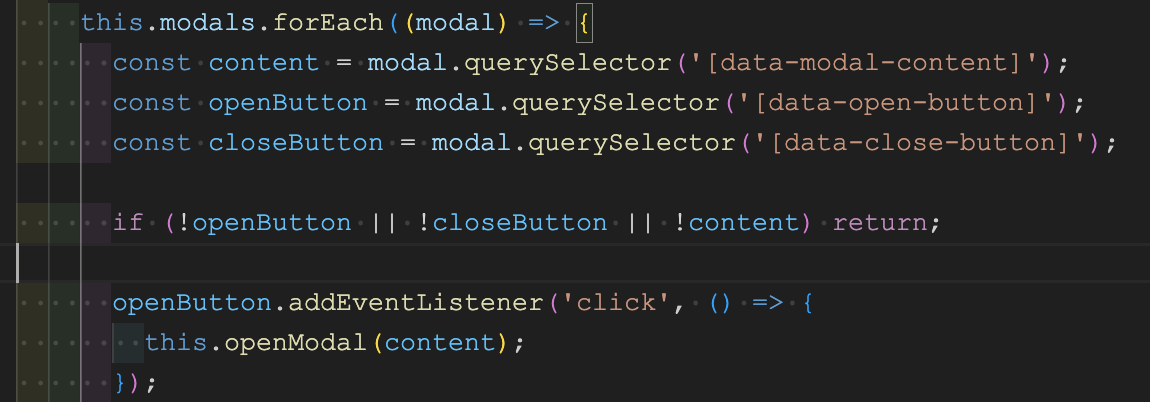 this.modals.forEach((modal) => {
const content = modal.querySelector('[data-modal-content]');
const openButton = modal.querySelector('[data-open-button]');
const closeButton = modal.querySelector('[data-close-button]');
if (!openButton || !closeButton || !content) return;
openButton.addEventListener('click', () => {
this.openModal(content);
});